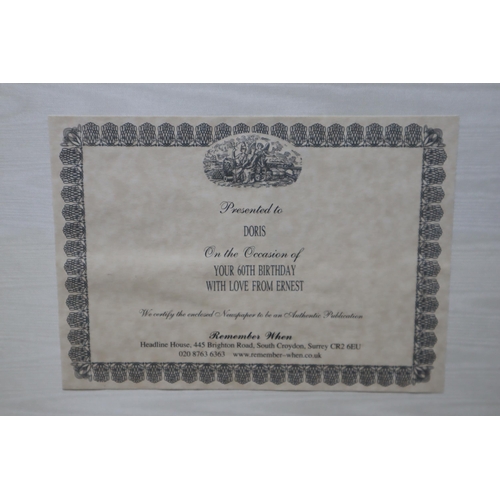 Presented to
DORIS
On the Occasion of
YOUR 60TH BIRTHDAY
WITH LOVE FROM ERNEST
We certify the enclosed Newspaper to be an Authentic Publication
Remember When
Headline House, 445 Brighton Road, South Croydon, Surrey CR2 6EU
020 8763 6363 www.remember-when.co.uk